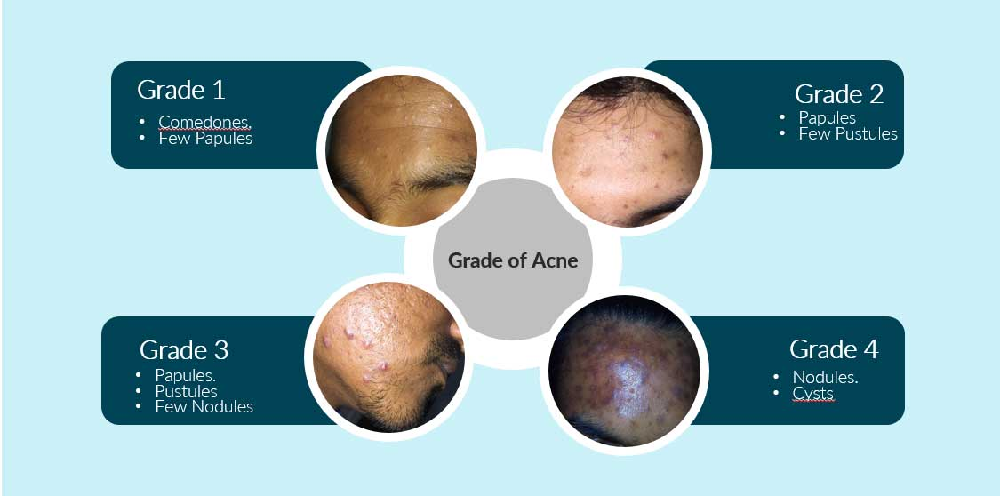 Grade 1
• Comedones.
• Few Papules
Grade 2
• Papules
• Few Pustules
Grade of Acne
Grade 3
• Papules.
• Pustules
• Few Nodules
Grade 4
• Nodules.
• Cysts